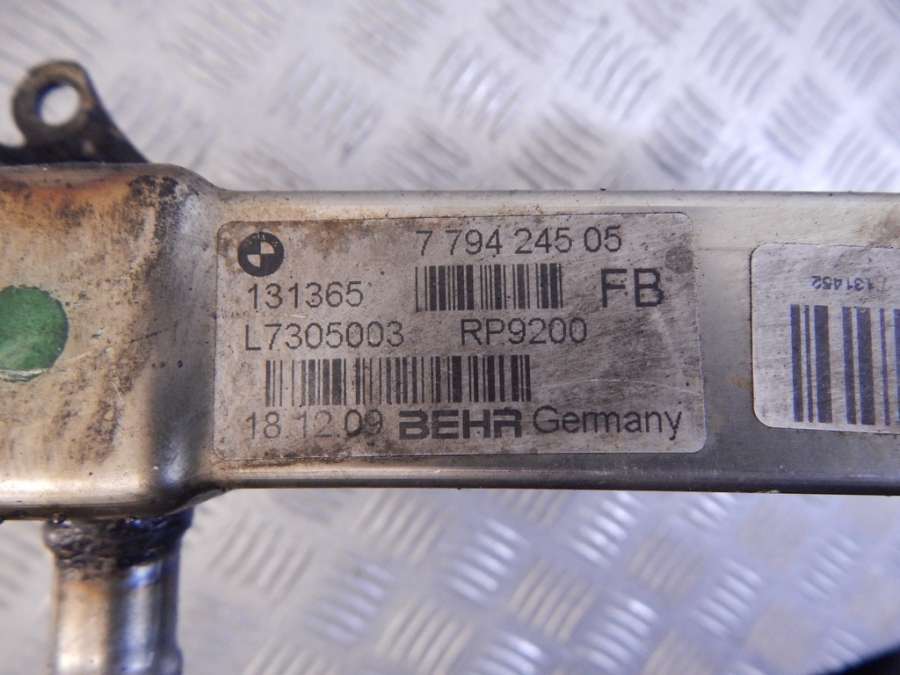 7 794 245 05
131365 FB
L7305003 RP9200
18 12 09 BEHR Germany
131452